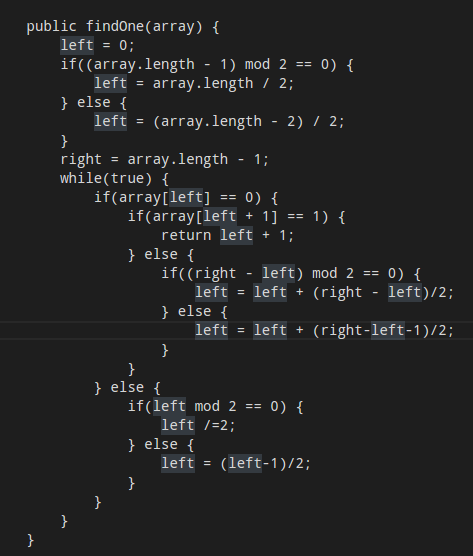 public findOne(array) {
left = 0;
if((array.length - 1) mod 2 == 0) {
left = array.length / 2;
} else {
left = (array.length - 2) / 2;
}
right = array.length - 1;
while(true) {
if(array[left] == 0) {
if(array[left + 1] == 1) {
return left + 1;
} else {
if((right - left) mod 2 == 0) {
left = left + (right - left)/2;
} else {
left = left + (right-left-1)/2;
}
}
} else {
if(left mod 2 == 0) {
left /=2;
} else {
left = (left-1)/2;
}
}
}
}